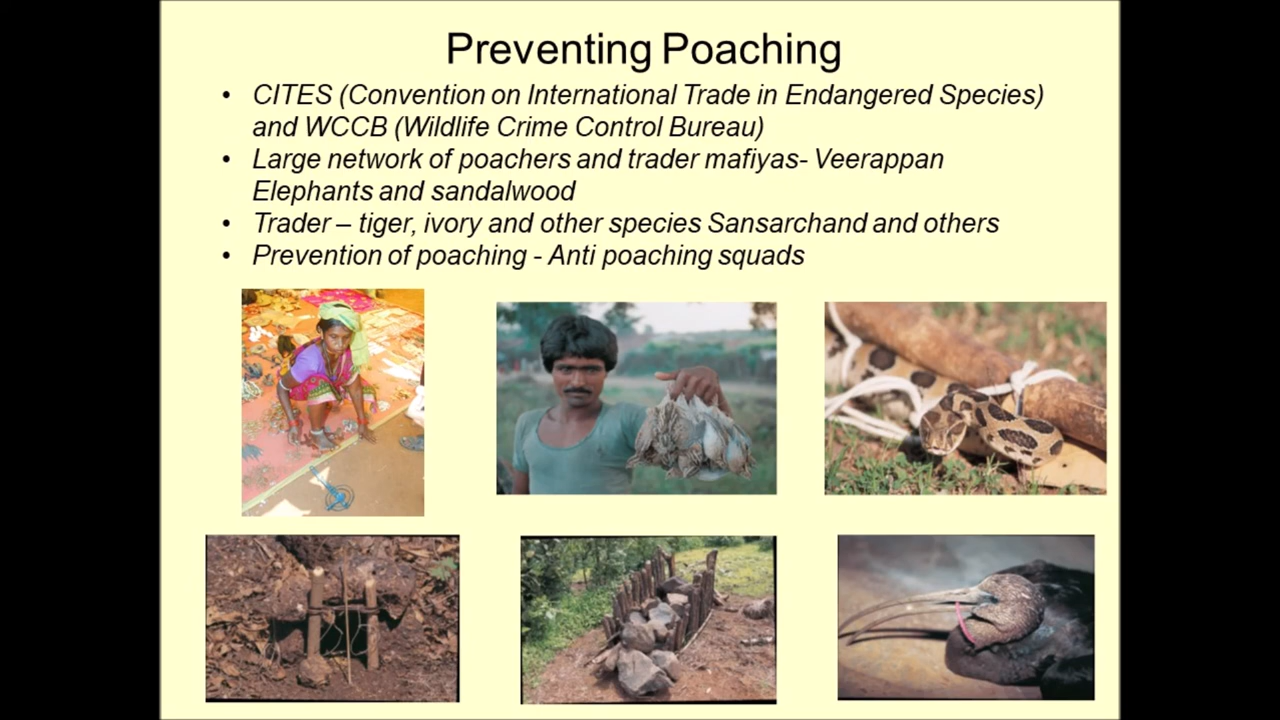 Preventing Poaching
• CITES (Convention on International Trade in Endangered Species)
and WCCB (Wildlife Crime Control Bureau)
• Large network of poachers and trader mafiyas- Veerappan
Elephants and sandalwood
• Trader – tiger, ivory and other species Sansarchand and others
• Prevention of poaching - Anti poaching squads